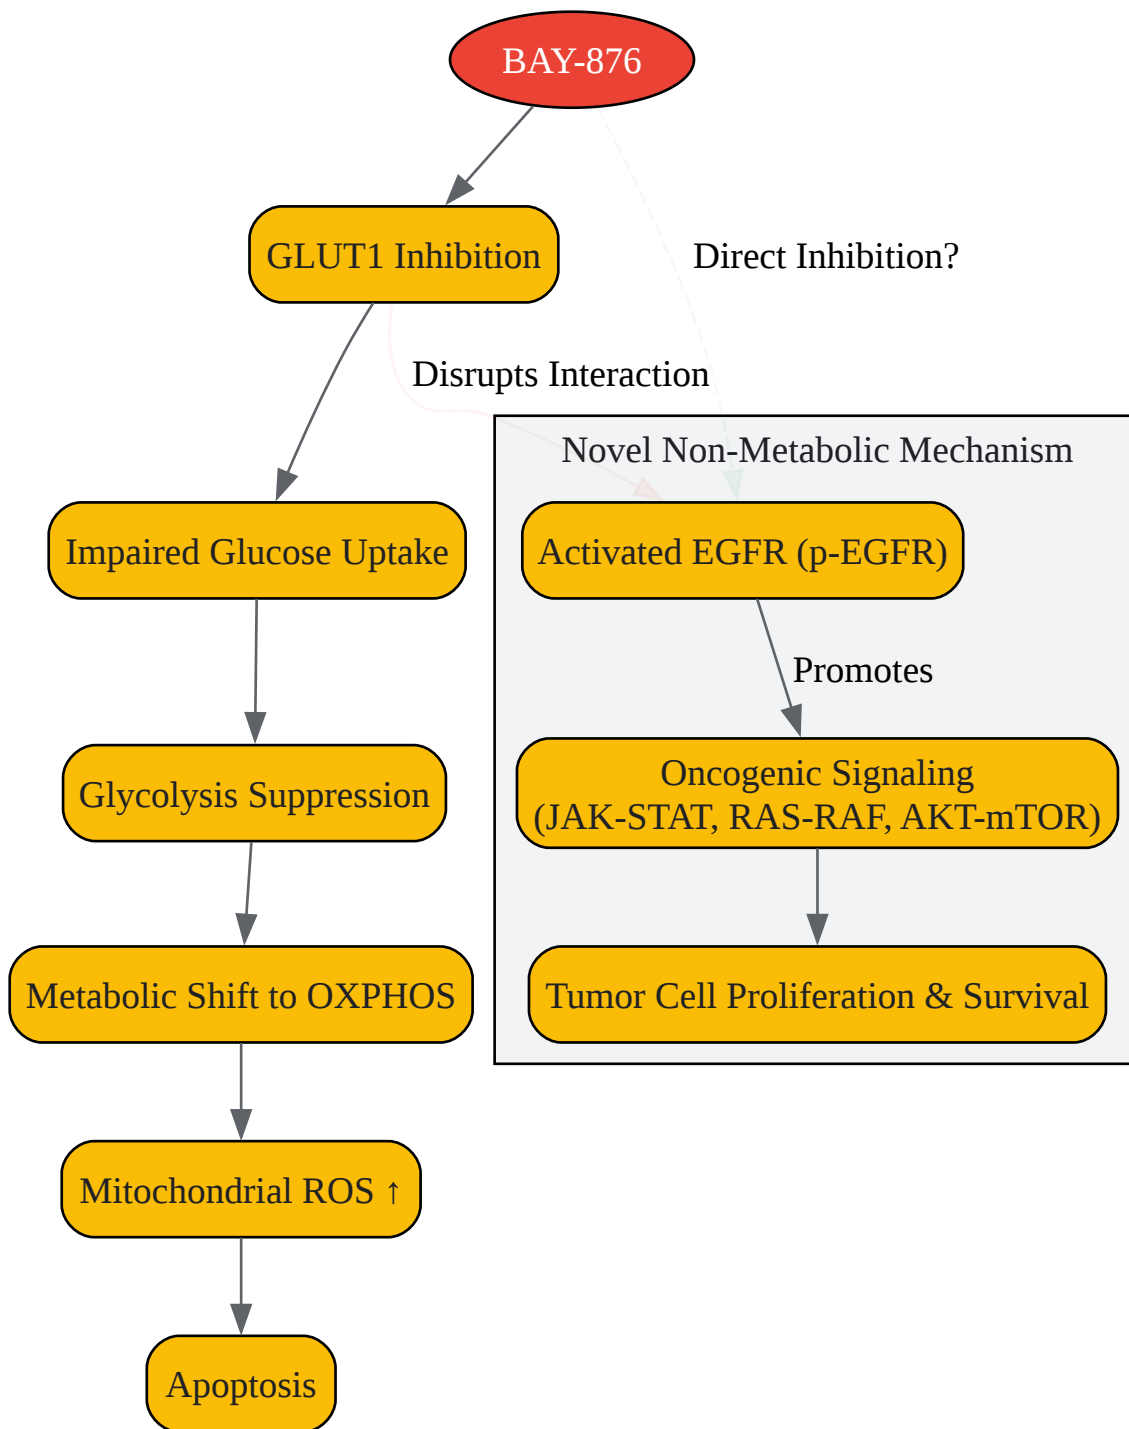 BAY-876
GLUT1 Inhibition
Direct Inhibition?
Disrupts Interaction
Novel Non-Metabolic Mechanism
Impaired Glucose Uptake
Activated EGFR (p-EGFR)
Promotes
Glycolysis Suppression
Oncogenic Signaling
(JAK-STAT, RAS-RAF, AKT-mTOR)
Metabolic Shift to OXPHOS
Tumor Cell Proliferation & Survival
Mitochondrial ROS ↑
Apoptosis